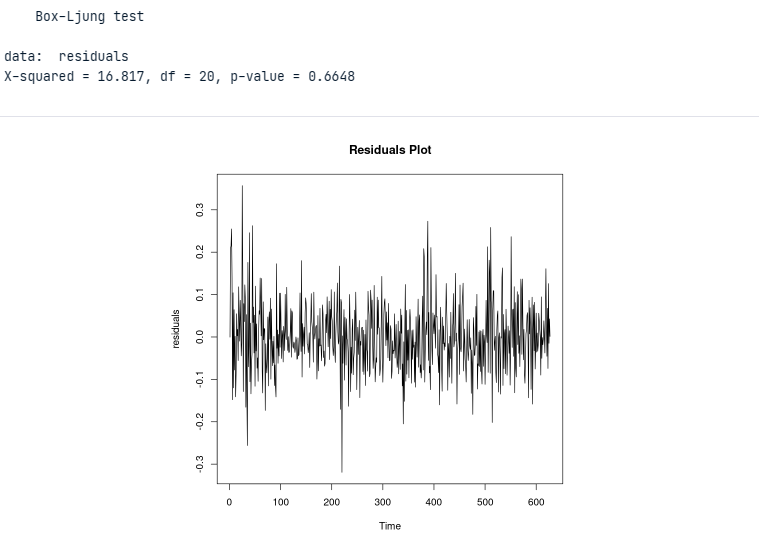 Box-Ljung test
data:  residuals
X-squared = 16.817, df = 20, p-value = 0.6648
Residuals Plot
0.3
0.2
0.1
0.0
-0.1
-0.2
-0.3
residuals
0 100 200 300 400 500 600
Time